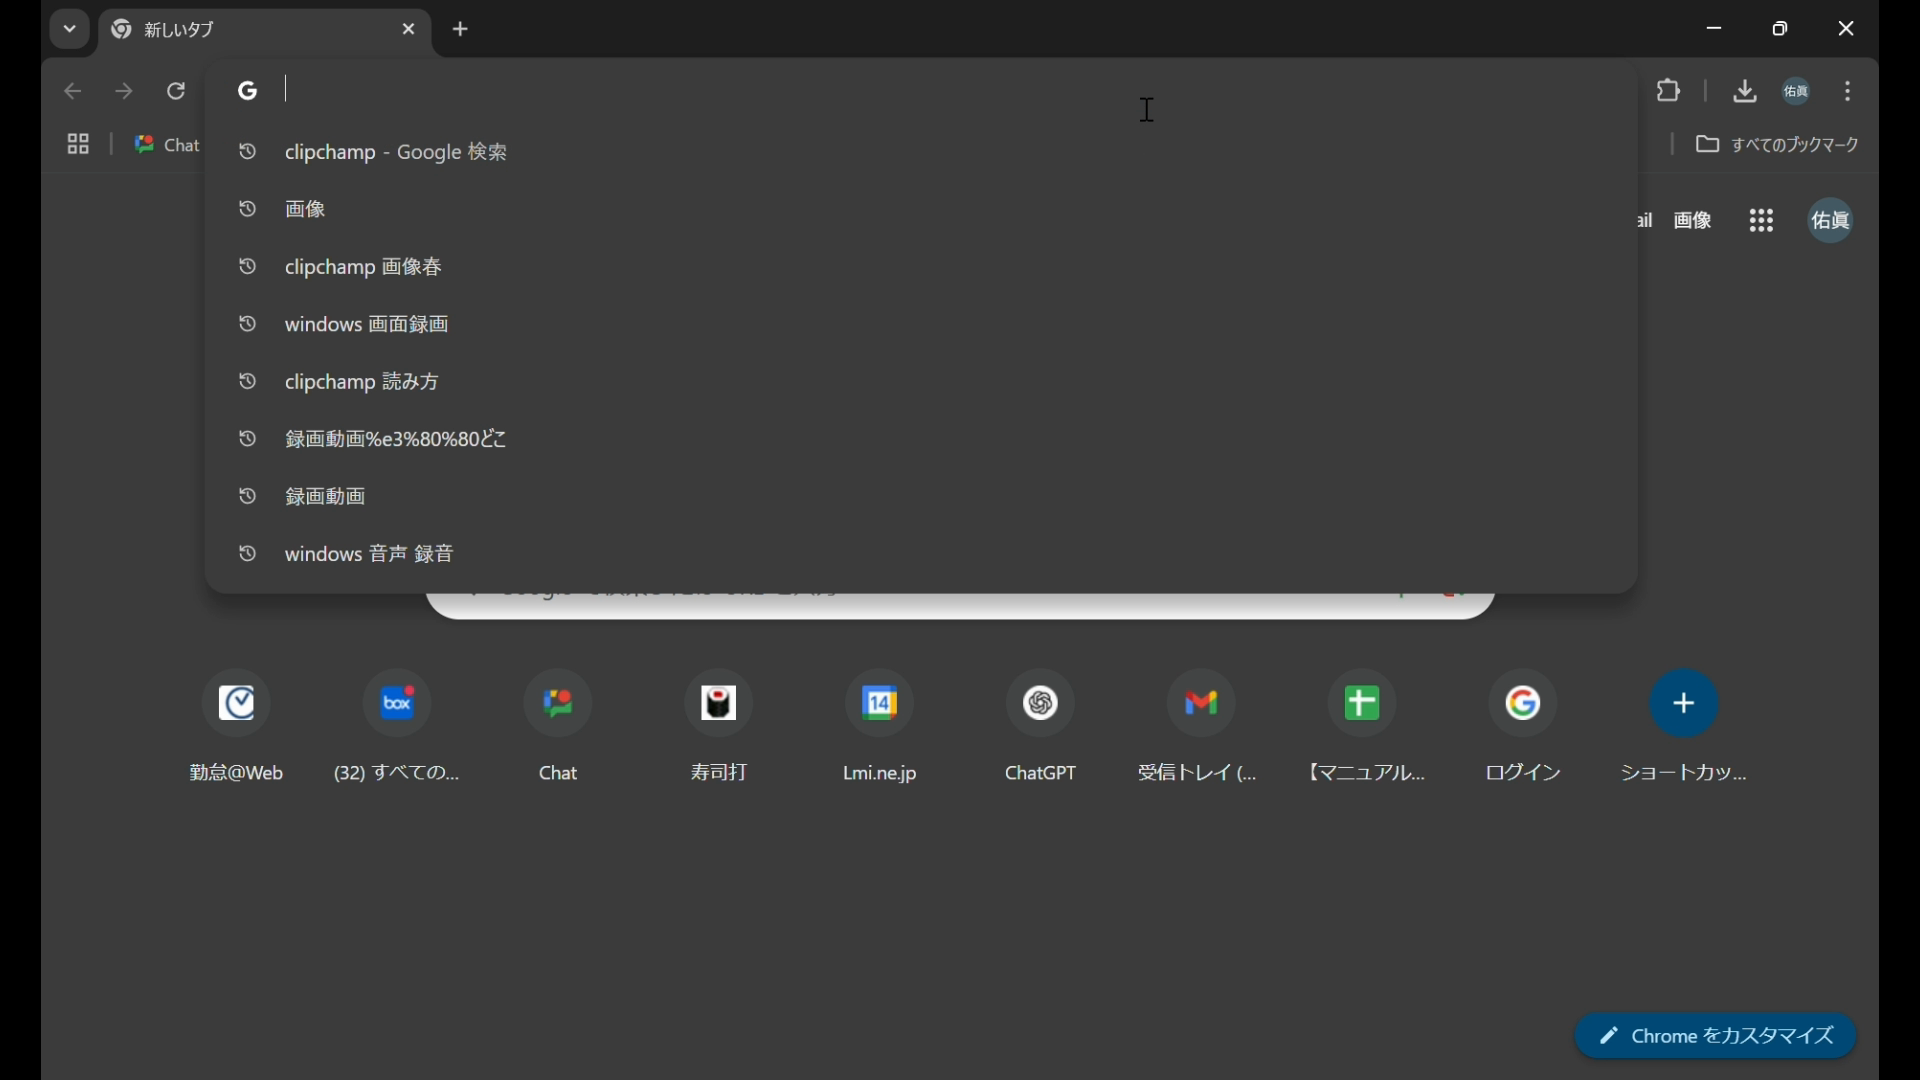 新しいタブ
佑眞
Chat
すべてのブックマーク
clipchamp - Google 検索
画像
clipchamp 画像春
windows 画面録画
clipchamp 読み方
録画動画%e3%80%80どこ
録画動画
windows 音声 録音
ail 画像 佑眞
box
14
勤怠@Web (32) すべての... Chat 寿司打 Lmi.ne.jp ChatGPT 受信トレイ (... 【マニュアル... ログイン ショートカッ...
Chrome をカスタマイズ